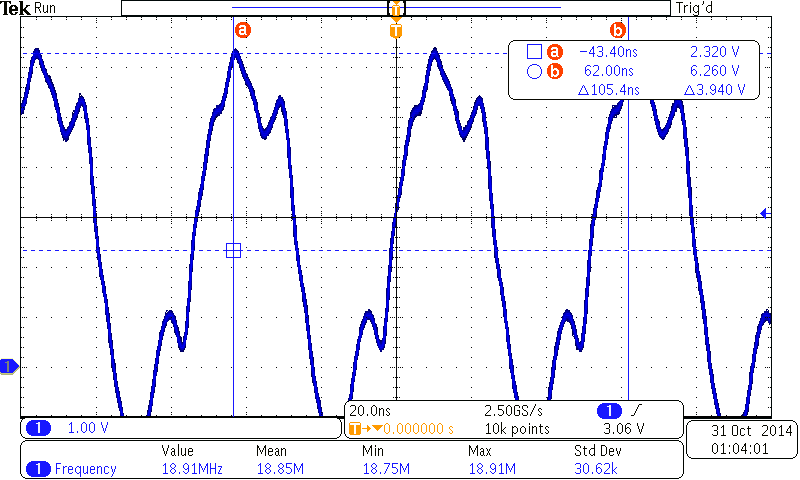 Tek Run Trig'd
T
a T b
a −43.40ns 2.320 V
b 62.00ns 6.260 V
Δ105.4ns Δ3.940 V
1
1 1.00 V
20.0ns 2.50GS/s 1
T→▼0.000000 s 10k points 3.06 V
31 Oct 2014
01:04:01
Value Mean Min Max Std Dev
1 Frequency 18.91MHz 18.85M 18.75M 18.91M 30.62k